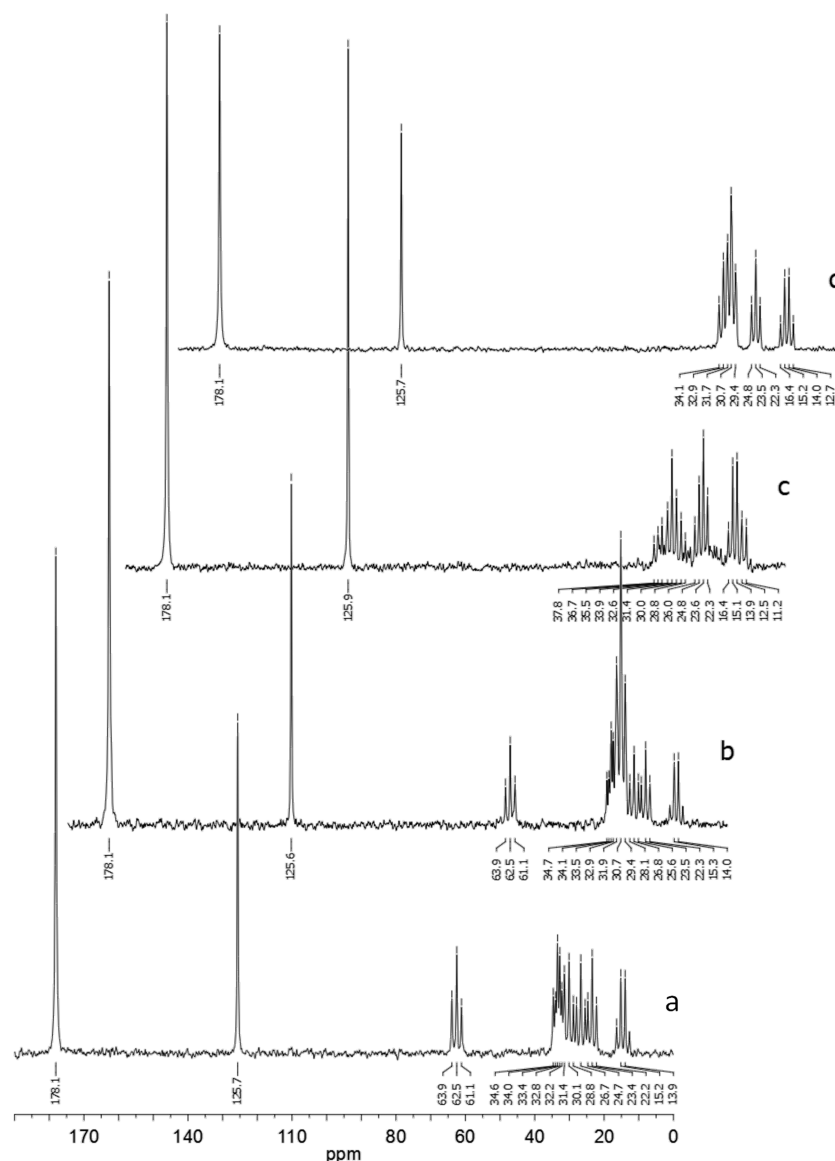 178.1 125.7 34.1 32.9 31.7 30.7 29.4 24.8 23.5 22.3 16.4 15.2 14.0 12.7
c
178.1 125.9 37.8 36.7 35.5 33.9 32.6 31.4 30.0 28.8 26.0 24.8 23.6 22.3 16.4 15.1 13.9 12.5 11.2
b
178.1 125.6 63.9 62.5 61.1 34.7 34.1 33.5 32.9 31.9 30.7 29.4 28.1 26.8 25.6 23.5 22.3 15.3 14.0
a
178.1 125.7 63.9 62.5 61.1 34.6 34.0 33.4 32.8 32.2 31.4 30.1 28.8 26.7 24.7 23.4 22.2 15.2 13.9
170 140 110 80 60 40 20 0
ppm